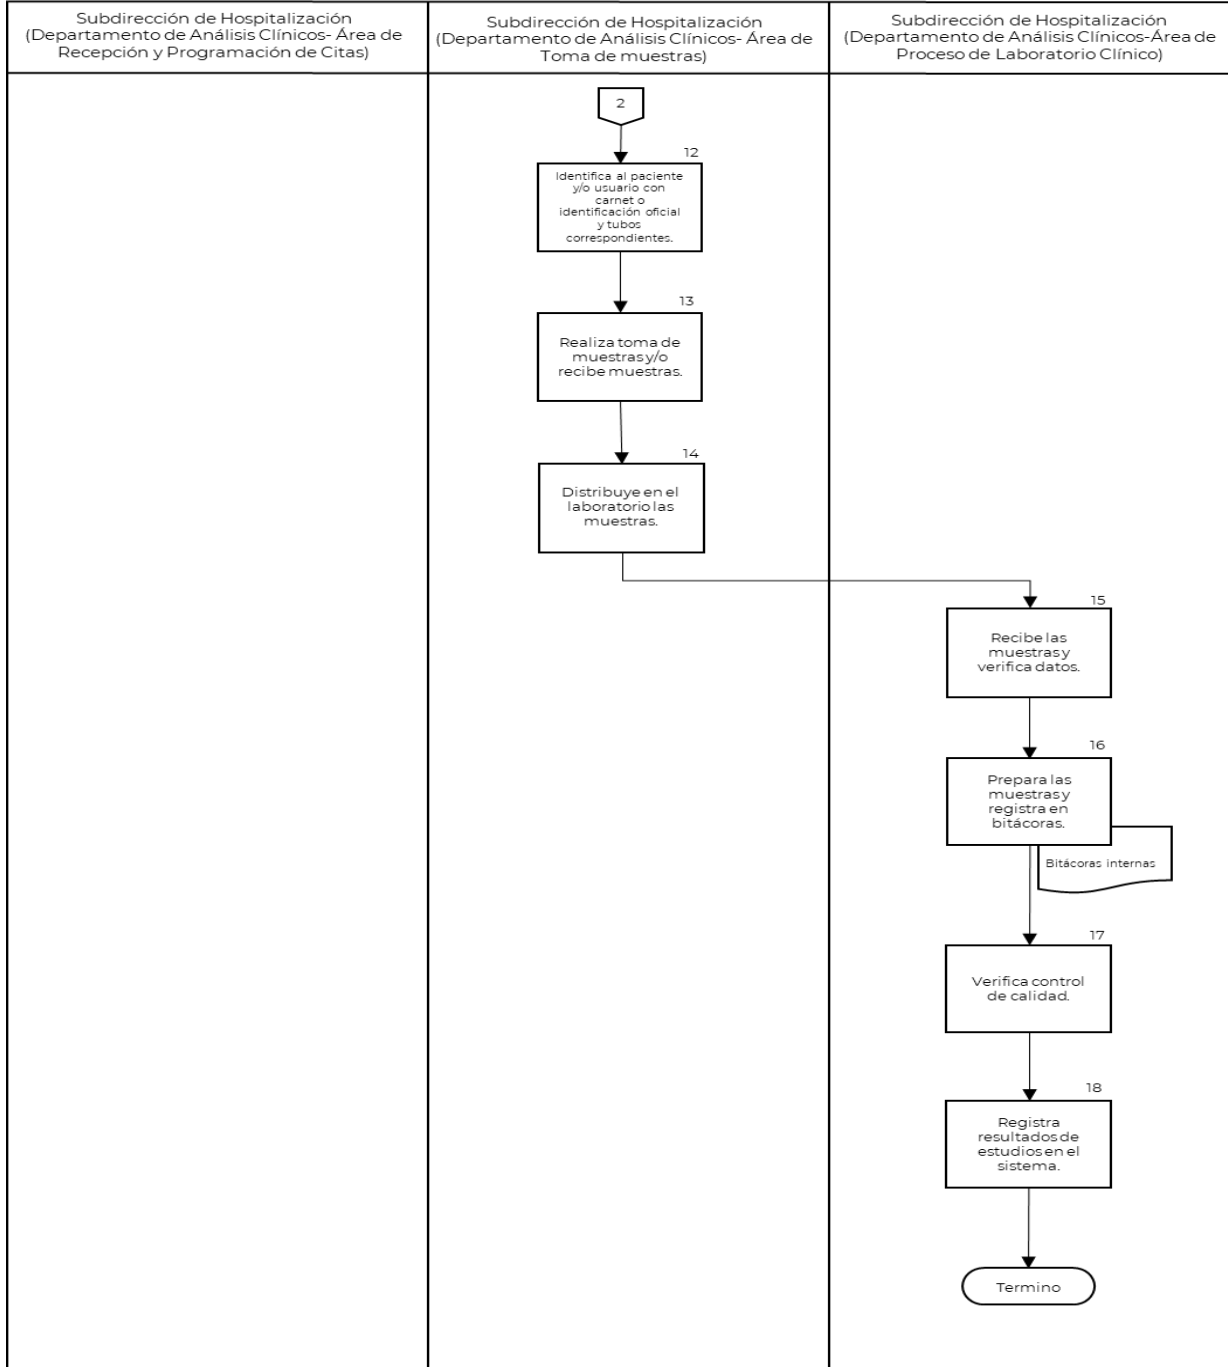 Subdirección de Hospitalización
(Departamento de Análisis Clínicos- Área de
Recepción y Programación de Citas)
Subdirección de Hospitalización
(Departamento de Análisis Clínicos- Área de
Toma de muestras)
Subdirección de Hospitalización
(Departamento de Análisis Clínicos-Área de
Proceso de Laboratorio Clínico)
2
12
Identifica al paciente
y/o usuario con
carnet o
identificación oficial
y tubos
correspondientes.
13
Realiza toma de
muestras y/o
recibe muestras.
14
Distribuye en el
laboratorio las
muestras.
15
Recibe las
muestras y
verifica datos.
16
Prepara las
muestras y
registra en
bitácoras.
Bitácoras internas
17
Verifica control
de calidad.
18
Registra
resultados de
estudios en el
sistema.
Termino